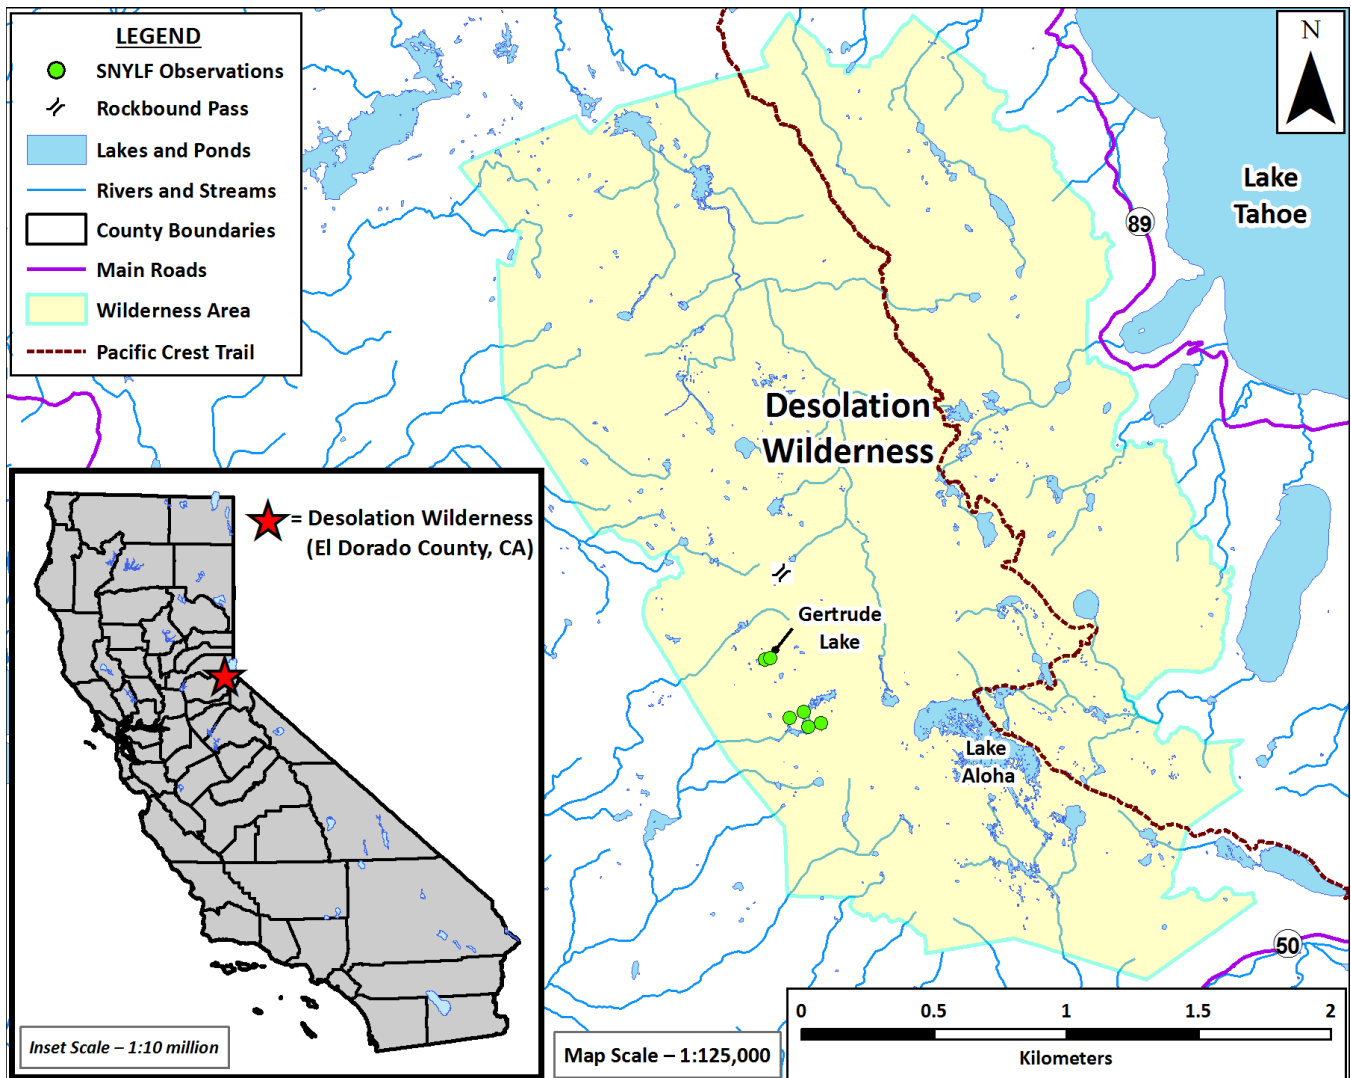 LEGEND
SNYLF Observations
Rockbound Pass
Lakes and Ponds
Rivers and Streams
County Boundaries
Main Roads
Wilderness Area
Pacific Crest Trail
N
Lake
Tahoe
89
Desolation
Wilderness
= Desolation Wilderness
(El Dorado County, CA)
Gertrude
Lake
Lake
Aloha
50
Inset Scale – 1:10 million
Map Scale – 1:125,000
0 0.5 1 1.5 2
Kilometers